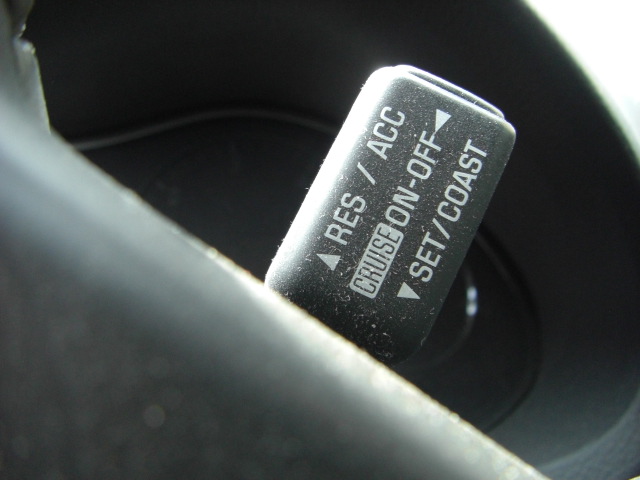 ▲ RES / ACC
CRUISE ON-OFF ◀
▼ SET/COAST